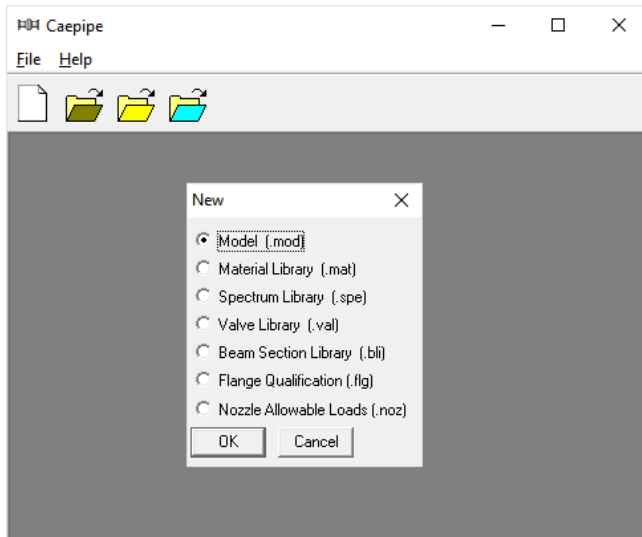 Caepipe
File Help
New
Model (.mod)
Material Library (.mat)
Spectrum Library (.spe)
Valve Library (.val)
Beam Section Library (.bli)
Flange Qualification (.flg)
Nozzle Allowable Loads (.noz)
OK Cancel